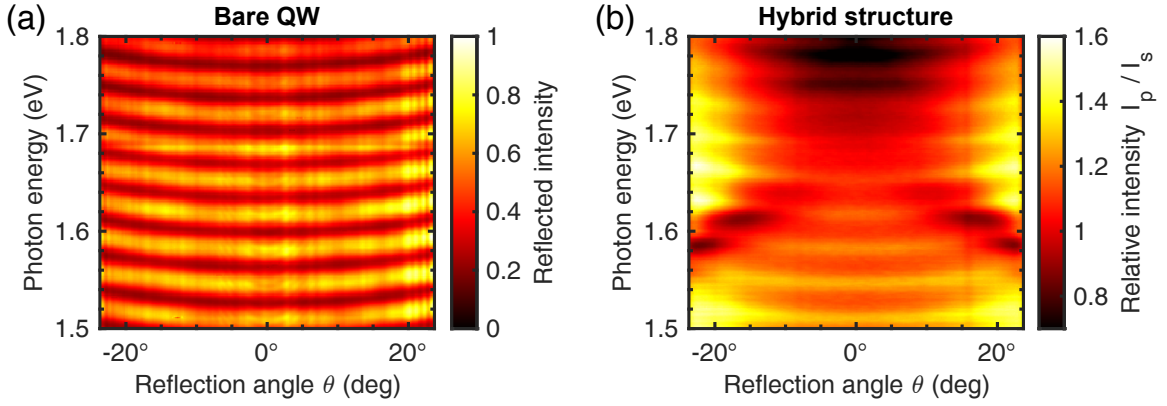 (a)
Bare QW
1.8
1.7
1.6
1.5
Photon energy (eV)
-20°
0°
20°
Reflection angle θ (deg)
1
0.8
0.6
0.4
0.2
0
Reflected intensity
(b)
Hybrid structure
1.8
1.7
1.6
1.5
Photon energy (eV)
-20°
0°
20°
Reflection angle θ (deg)
1.6
1.4
1.2
1
0.8
Relative intensity I_p / I_s